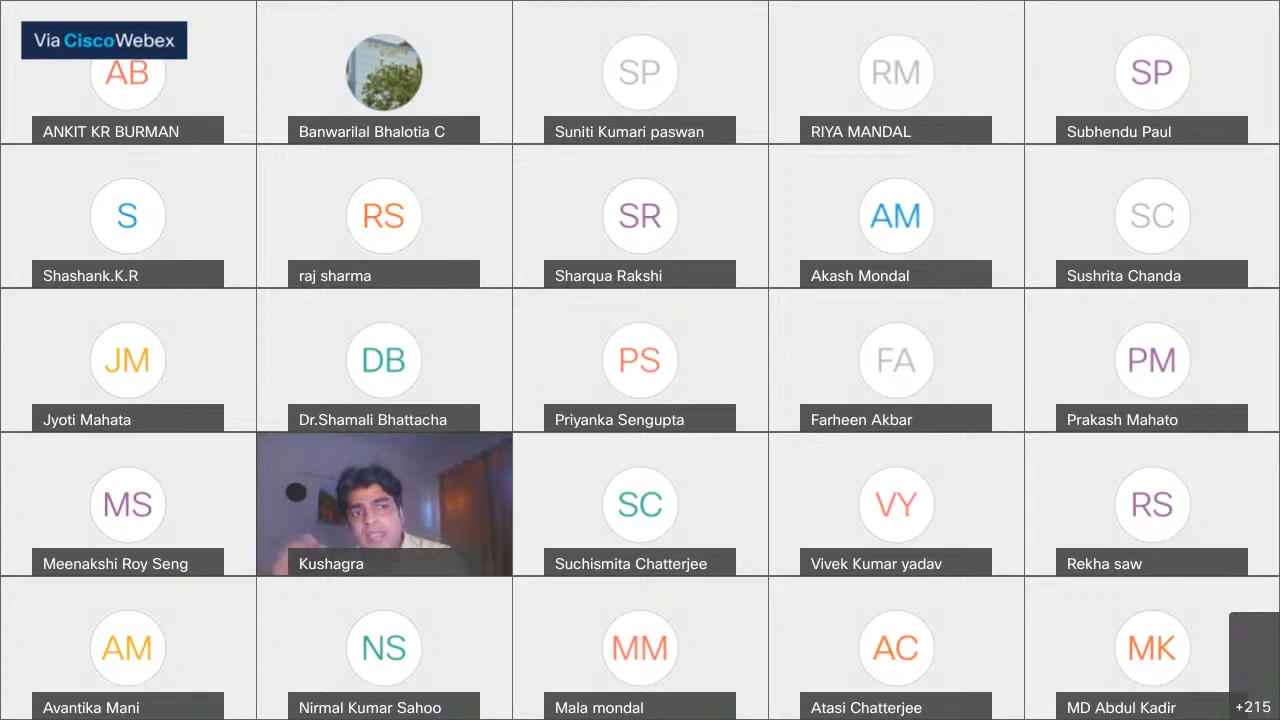 Via CiscoWebex
AB
ANKIT KR BURMAN
Banwarilal Bhalotia C
SP
Suniti Kumari paswan
RM
RIYA MANDAL
SP
Subhendu Paul
S
Shashank.K.R
RS
raj sharma
SR
Sharqua Rakshi
AM
Akash Mondal
SC
Sushrita Chanda
JM
Jyoti Mahata
DB
Dr.Shamali Bhattacha
PS
Priyanka Sengupta
FA
Farheen Akbar
PM
Prakash Mahato
MS
Meenakshi Roy Seng
Kushagra
SC
Suchismita Chatterjee
VY
Vivek Kumar yadav
RS
Rekha saw
AM
Avantika Mani
NS
Nirmal Kumar Sahoo
MM
Mala mondal
AC
Atasi Chatterjee
MK
MD Abdul Kadir
+215